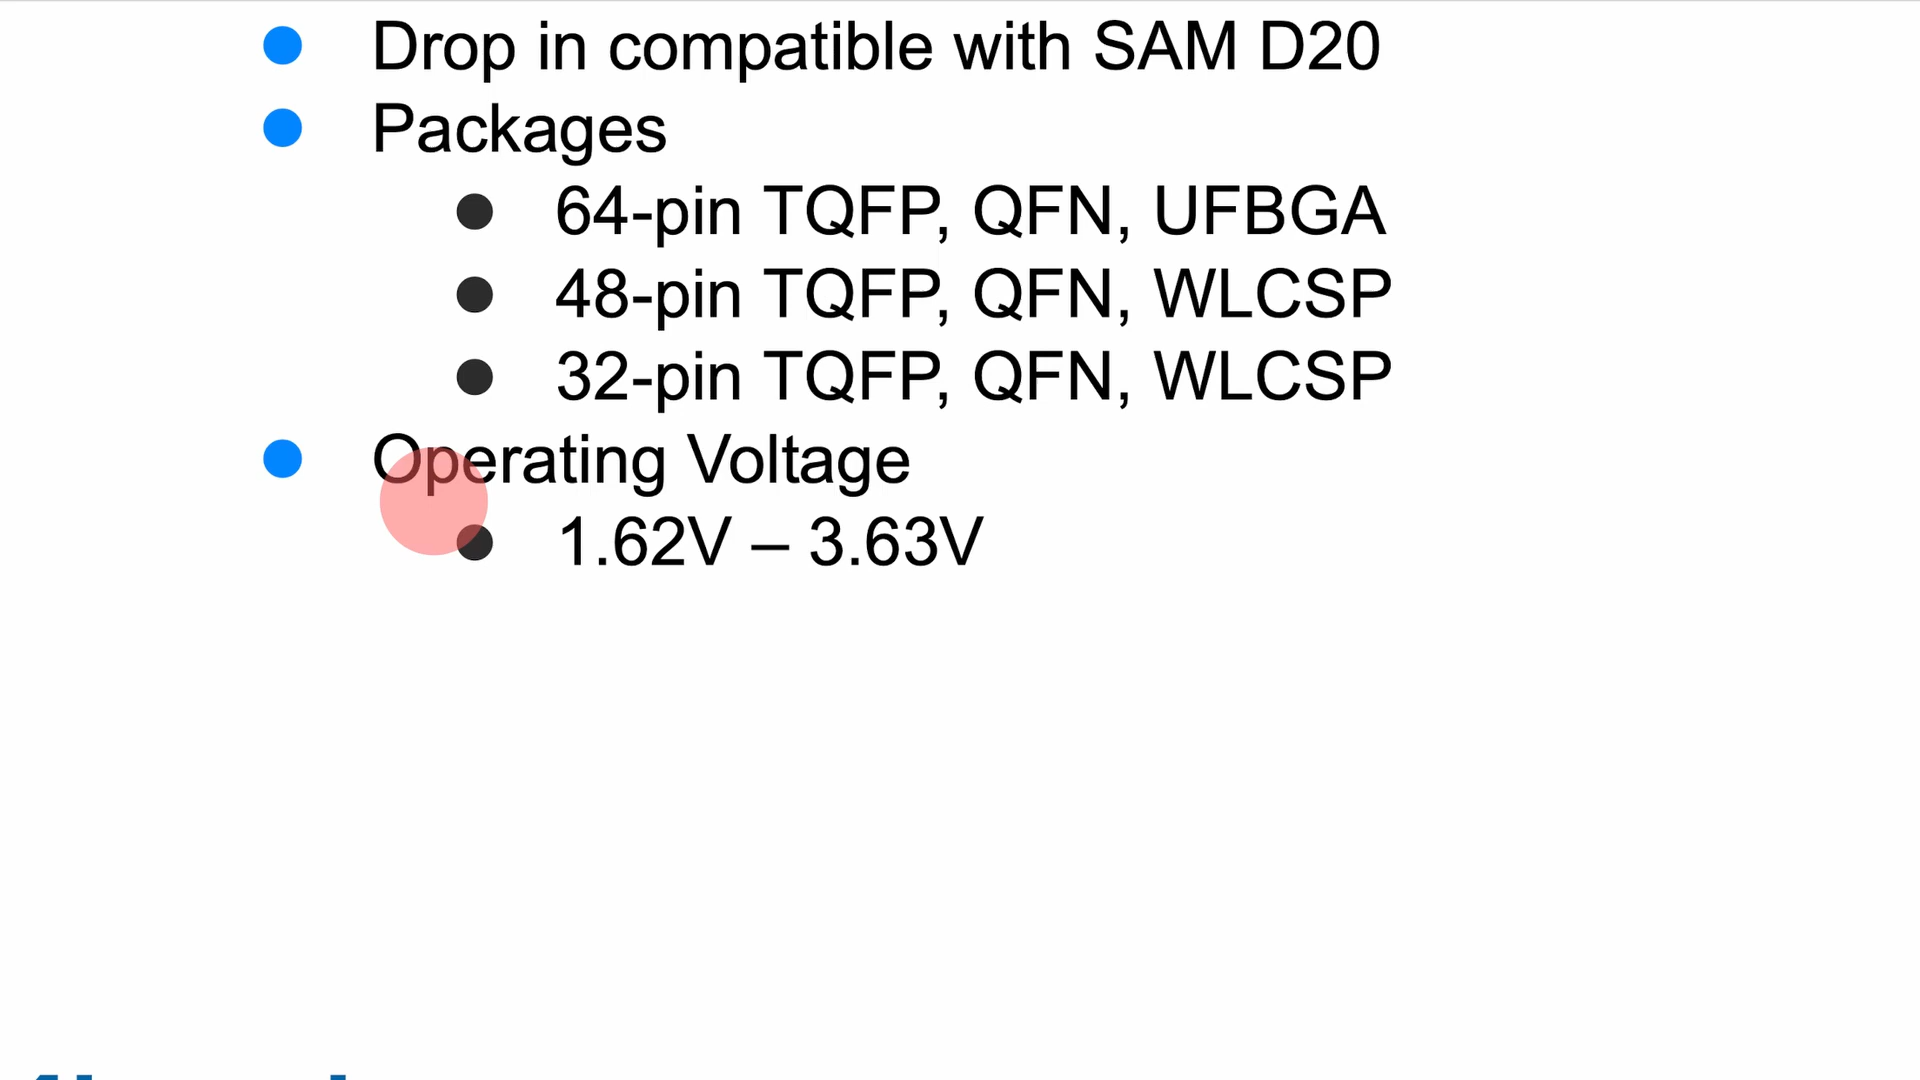 Drop in compatible with SAM D20
Packages
64-pin TQFP, QFN, UFBGA
48-pin TQFP, QFN, WLCSP
32-pin TQFP, QFN, WLCSP
Operating Voltage
1.62V – 3.63V